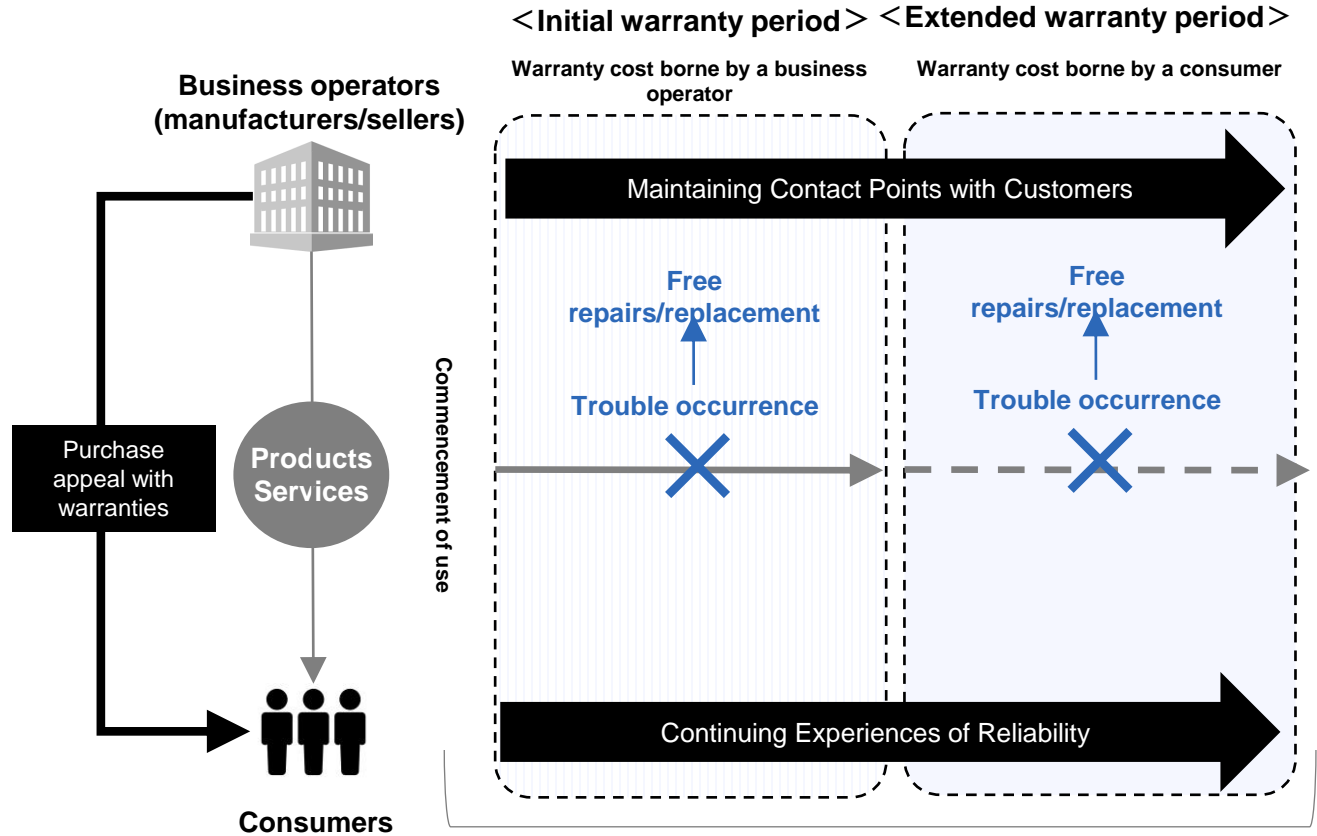 ＜Initial warranty period＞
＜Extended warranty period＞
Warranty cost borne by a business
operator
Warranty cost borne by a consumer
Business operators
(manufacturers/sellers)
Maintaining Contact Points with Customers
Free
repairs/replacement
Free
repairs/replacement
Commencement of use
Trouble occurrence
Trouble occurrence
Purchase
appeal with
warranties
Products
Services
Continuing Experiences of Reliability
Consumers